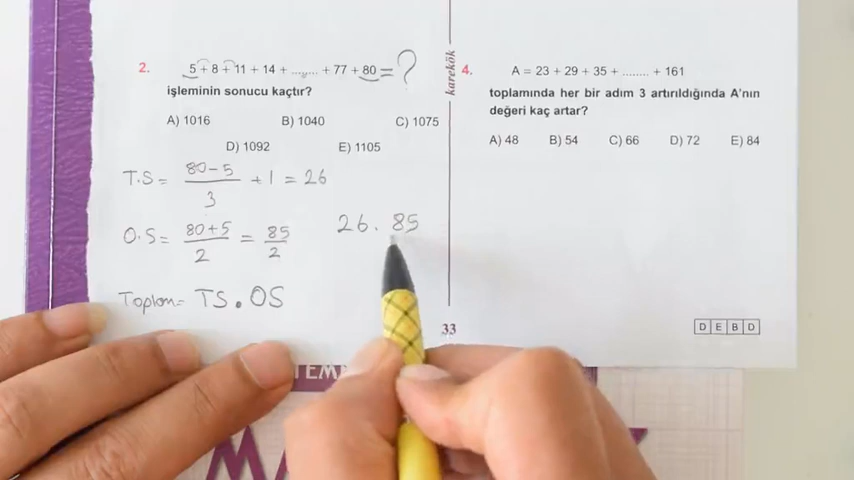 2. 5 + 8 + 11 + 14 + ........ + 77 + 80 = ?
işleminin sonucu kaçtır?
A) 1016 B) 1040 C) 1075
D) 1092 E) 1105
T.S = 80-5 / 3 + 1 = 26
O.S = 80+5 / 2 = 85 / 2
26 . 85
Toplam = TS . OS
karekök
4. A = 23 + 29 + 35 + ........ + 161
toplamında her bir adım 3 artırıldığında A'nın
değeri kaç artar?
A) 48 B) 54 C) 66 D) 72 E) 84
33
D E B D